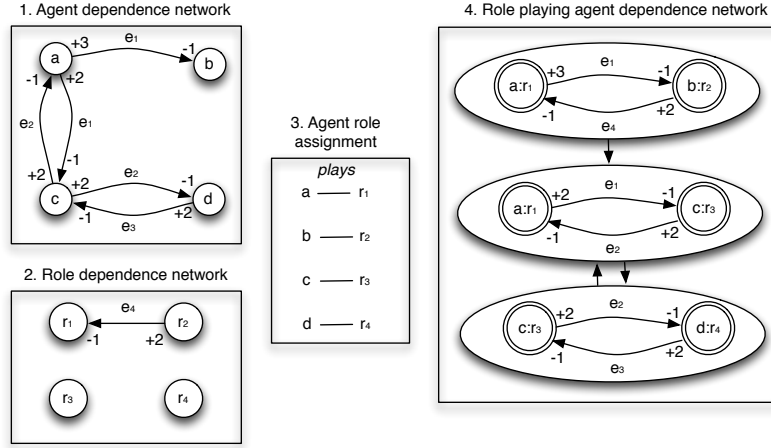 1. Agent dependence network
a
+3
e₁
-1
b
-1
+2
e₂
e₁
+2
-1
c
+2
e₂
-1
d
-1
e₃
+2
2. Role dependence network
r₁
e₄
r₂
-1
+2
r₃
r₄
3. Agent role
assignment
plays
a r₁
b r₂
c r₃
d r₄
4. Role playing agent dependence network
a:r₁
+3
e₁
-1
b:r₂
-1
+2
e₄
a:r₁
+2
e₁
-1
c:r₃
-1
+2
e₂
c:r₃
+2
e₂
-1
d:r₄
-1
+2
e₃